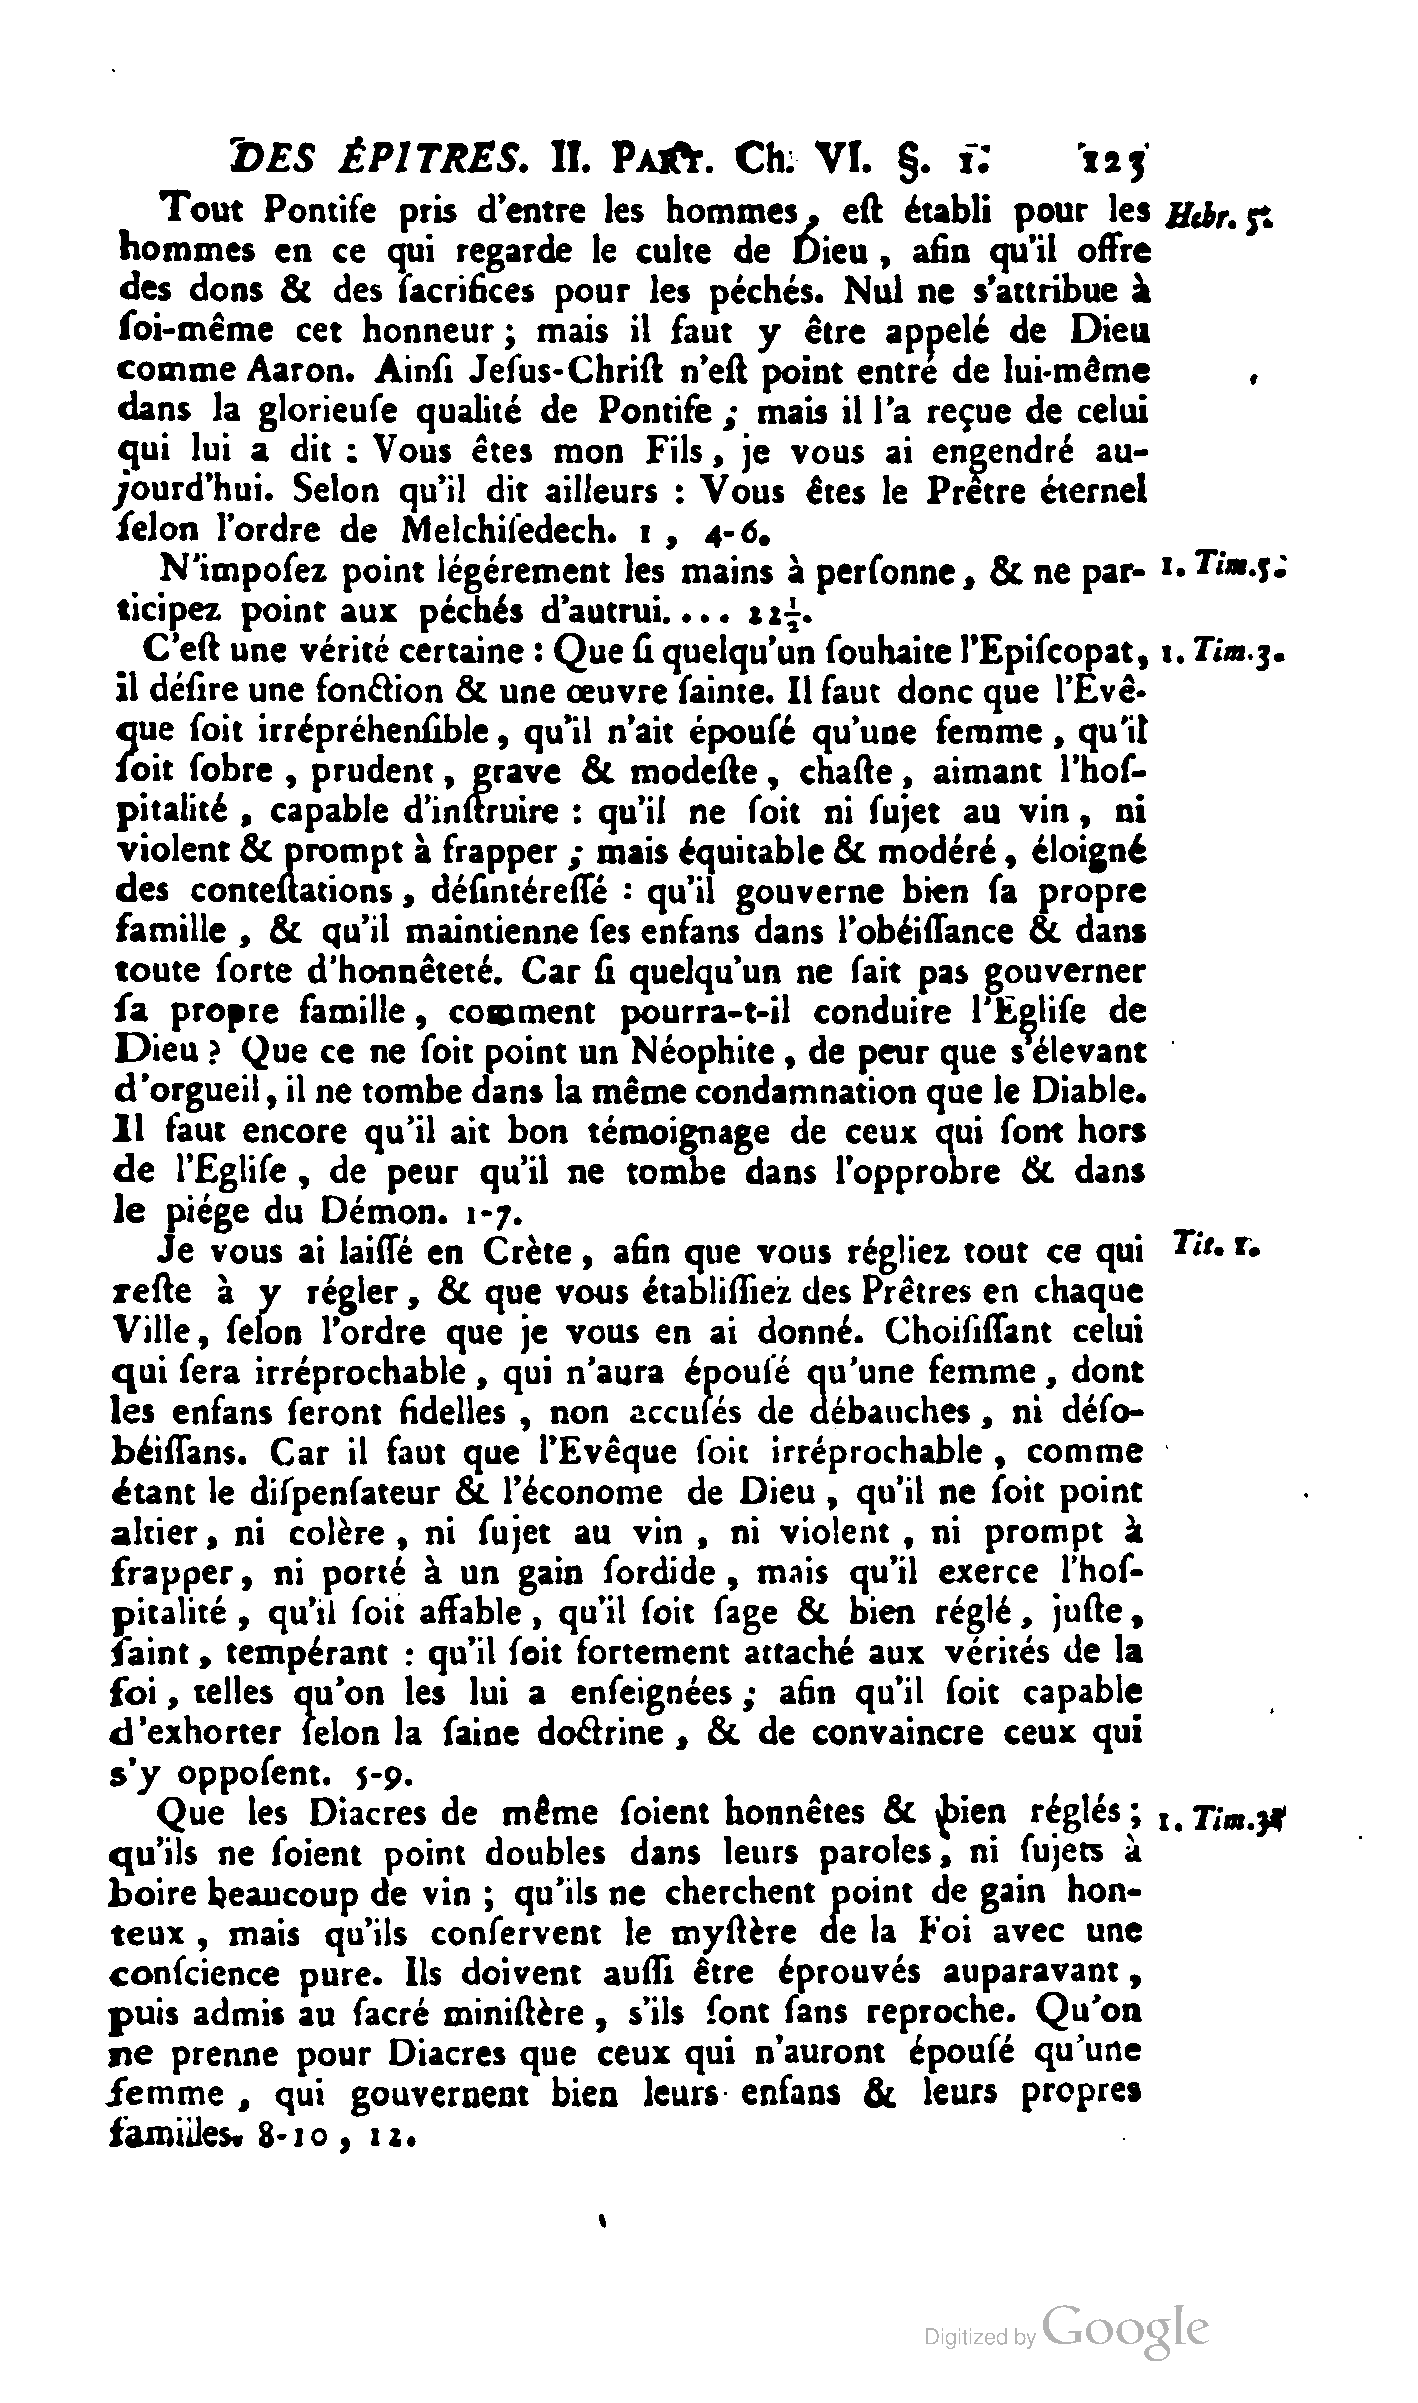 DES ÉPITRES. II. PART. Ch. VI. §. 1. 123
Tout Pontife pris d'entre les hommes, eſt établi pour les Hebr. 5.
hommes en ce qui regarde le culte de Dieu, afin qu'il offre
des dons & des ſacrifices pour les péchés. Nul ne s'attribue à
ſoi-même cet honneur; mais il faut y être appelé de Dieu
comme Aaron. Ainſi Jeſus-Chriſt n'eſt point entré de lui-même
dans la glorieuſe qualité de Pontife; mais il l'a reçue de celui
qui lui a dit : Vous êtes mon Fils, je vous ai engendré au-
jourd'hui. Selon qu'il dit ailleurs : Vous êtes le Prêtre éternel
ſelon l'ordre de Melchiſedech. 1, 4-6.
N'impoſez point légérement les mains à perſonne, & ne par- 1. Tim. 5.
ticipez point aux péchés d'autrui.... 22½.
C'eſt une vérité certaine : Que ſi quelqu'un ſouhaite l'Epiſcopat, 1. Tim. 3.
il déſire une fonction & une œuvre ſainte. Il faut donc que l'Evê-
que ſoit irrépréhenſible, qu'il n'ait épouſé qu'une femme, qu'il
ſoit ſobre, prudent, grave & modeſte, chaſte, aimant l'hoſ-
pitalité, capable d'inſtruire : qu'il ne ſoit ni ſujet au vin, ni
violent & prompt à frapper; mais équitable & modéré, éloigné
des conteſtations, déſintéreſſé : qu'il gouverne bien ſa propre
famille, & qu'il maintienne ſes enfans dans l'obéiſſance & dans
toute ſorte d'honnêteté. Car ſi quelqu'un ne ſait pas gouverner
ſa propre famille, comment pourra-t-il conduire l'Egliſe de
Dieu? Que ce ne ſoit point un Néophite, de peur que s'élevant
d'orgueil, il ne tombe dans la même condamnation que le Diable.
Il faut encore qu'il ait bon témoignage de ceux qui ſont hors
de l'Egliſe, de peur qu'il ne tombe dans l'opprobre & dans
le piége du Démon. 1-7.
Je vous ai laiſſé en Crète, afin que vous régliez tout ce qui Tit. 1.
reſte à y régler, & que vous établiſſiez des Prêtres en chaque
Ville, ſelon l'ordre que je vous en ai donné. Choiſiſſant celui
qui ſera irréprochable, qui n'aura épouſé qu'une femme, dont
les enfans ſeront fidelles, non accuſés de débauches, ni déſo-
béiſſans. Car il faut que l'Evêque ſoit irréprochable, comme
étant le diſpenſateur & l'économe de Dieu, qu'il ne ſoit point
altier, ni colère, ni ſujet au vin, ni violent, ni prompt à
frapper, ni porté à un gain ſordide, mais qu'il exerce l'hoſ-
pitalité, qu'il ſoit affable, qu'il ſoit ſage & bien réglé, juſte,
ſaint, tempérant : qu'il ſoit fortement attaché aux vérités de la
foi, telles qu'on les lui a enſeignées; afin qu'il ſoit capable
d'exhorter ſelon la ſaine doctrine, & de convaincre ceux qui
s'y oppoſent. 5-9.
Que les Diacres de même ſoient honnêtes & bien réglés; 1. Tim. 3.
qu'ils ne ſoient point doubles dans leurs paroles, ni ſujets à
boire beaucoup de vin; qu'ils ne cherchent point de gain hon-
teux, mais qu'ils conſervent le myſtère de la Foi avec une
conſcience pure. Ils doivent auſſi être éprouvés auparavant,
puis admis au ſacré miniſtère, s'ils ſont ſans reproche. Qu'on
ne prenne pour Diacres que ceux qui n'auront épouſé qu'une
femme, qui gouvernent bien leurs enfans & leurs propres
familles. 8-10, 12.
Digitized by Google